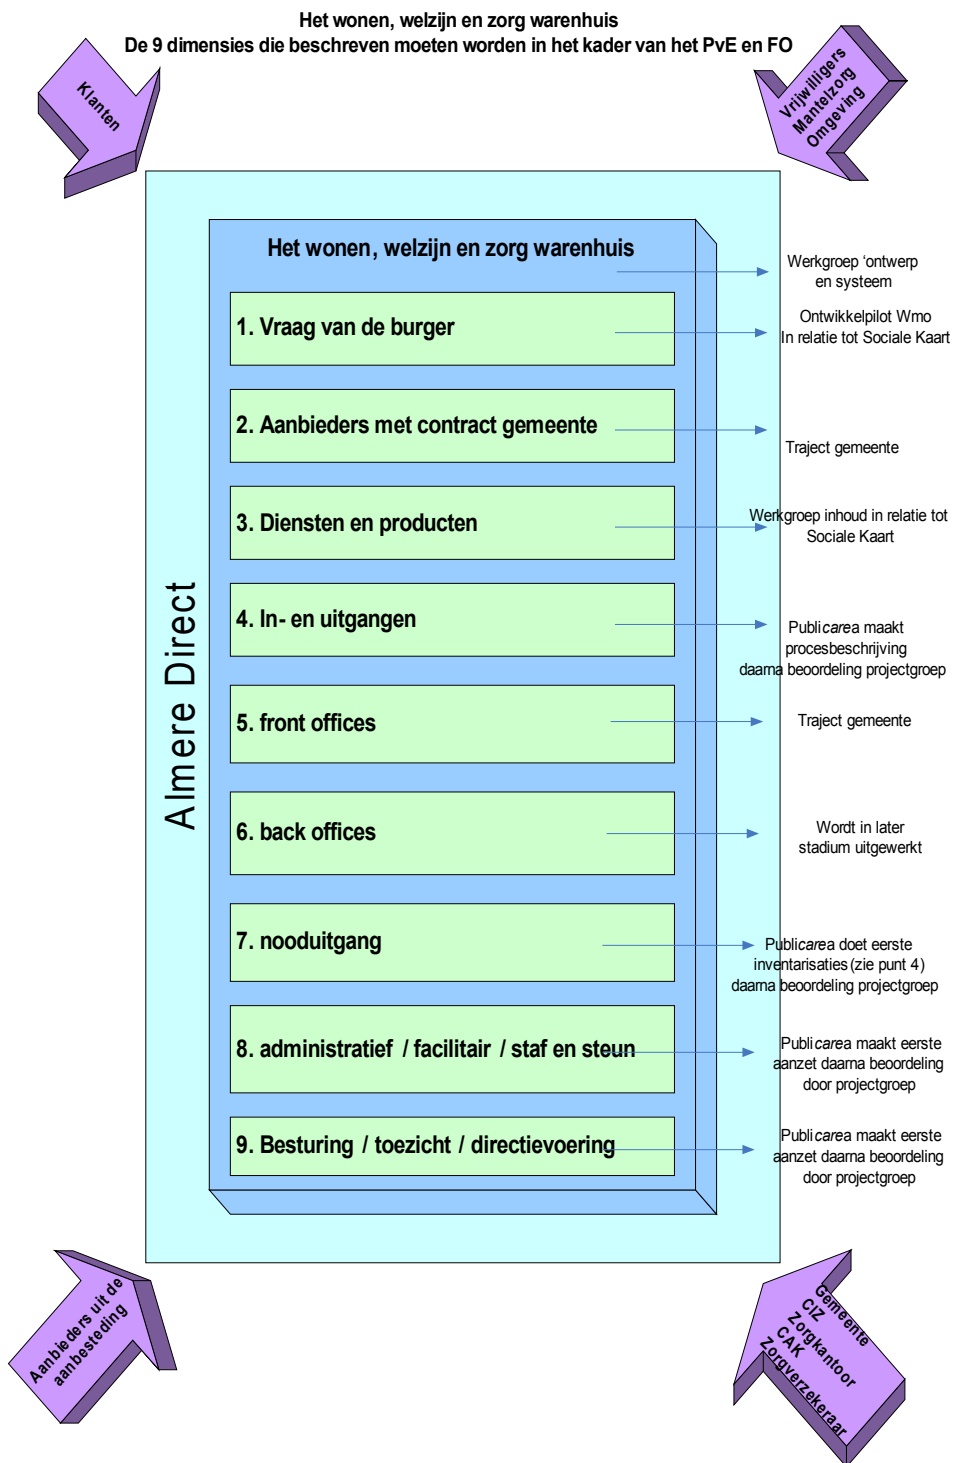 Het wonen, welzijn en zorg warenhuis
De 9 dimensies die beschreven moeten worden in het kader van het PvE en FO
Klanten
Vrijwilligers
Mantelzorg
Omgeving
Almere Direct
Het wonen, welzijn en zorg warenhuis
Werkgroep ‘ontwerp
en systeem
1. Vraag van de burger
Ontwikkelpilot Wmo
In relatie tot Sociale Kaart
2. Aanbieders met contract gemeente
Traject gemeente
3. Diensten en producten
Werkgroep inhoud in relatie tot
Sociale Kaart
4. In- en uitgangen
Publicarea maakt
procesbeschrijving
daarna beoordeling projectgroep
5. front offices
Traject gemeente
6. back offices
Wordt in later
stadium uitgewerkt
7. nooduitgang
Publicarea doet eerste
inventarisaties (zie punt 4)
daarna beoordeling projectgroep
8. administratief / facilitair / staf en steun
Publicarea maakt eerste
aanzet daarna beoordeling
door projectgroep
9. Besturing / toezicht / directievoering
Publicarea maakt eerste
aanzet daarna beoordeling
door projectgroep
Aanbieders uit de
aanbesteding
Gemeente
CIZ
Zorgkantoor
CAK
Zorgverzekeraar